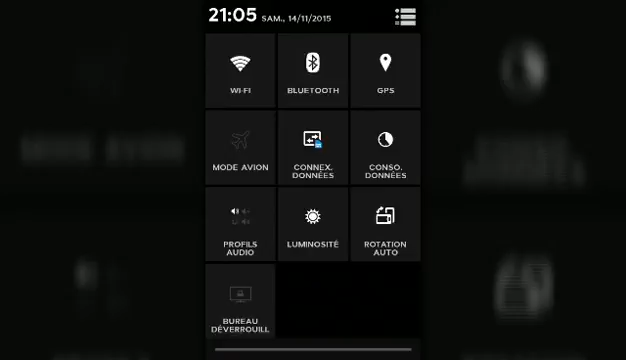 21:05 SAM., 14/11/2015
WI-FI BLUETOOTH GPS
MODE AVION
CONNEX.
DONNÉES
CONSO.
DONNÉES
PROFILS
AUDIO
LUMINOSITÉ
ROTATION
AUTO
BUREAU
DÉVERROUILL